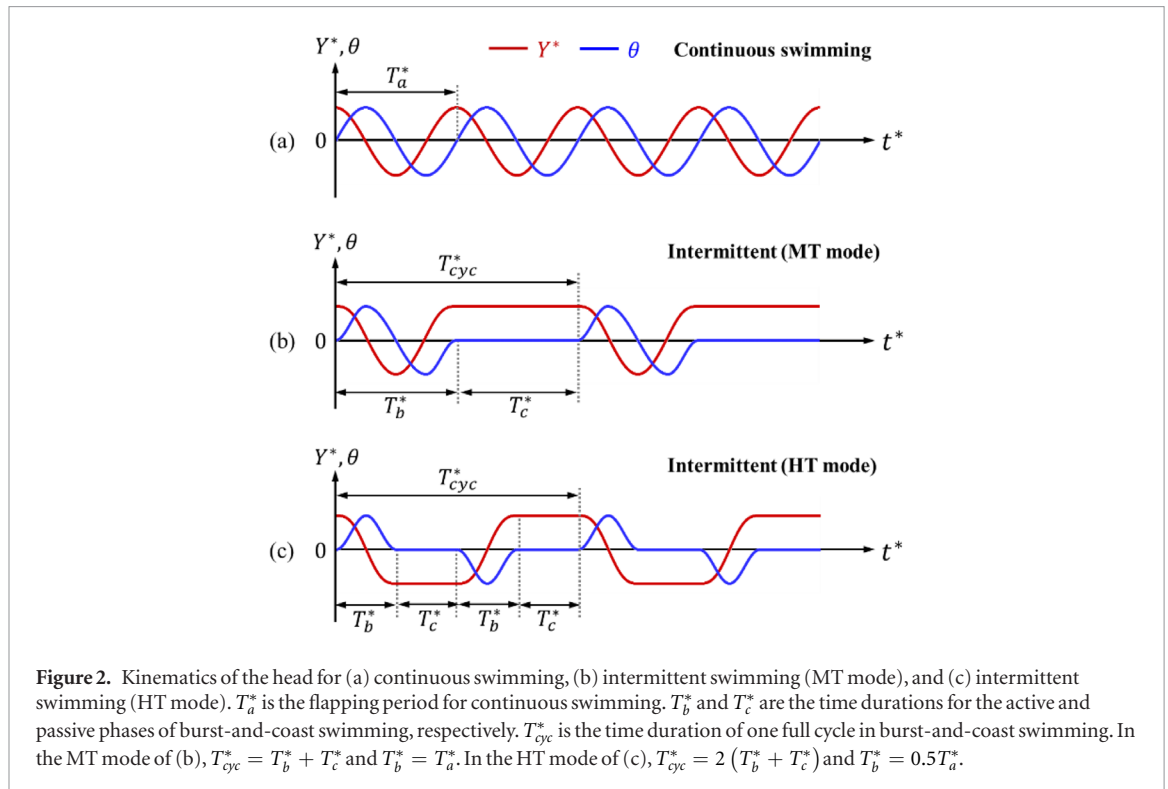 Y*, θ
Y* θ Continuous swimming
T*a
(a) 0 t*
Y*, θ
Intermittent (MT mode)
T*cyc
(b) 0 t*
T*b T*c
Y*, θ
Intermittent (HT mode)
T*cyc
(c) 0 t*
T*b T*c T*b T*c
Figure 2. Kinematics of the head for (a) continuous swimming, (b) intermittent swimming (MT mode), and (c) intermittent
swimming (HT mode). T*a is the flapping period for continuous swimming. T*b and T*c are the time durations for the active and
passive phases of burst-and-coast swimming, respectively. T*cyc is the time duration of one full cycle in burst-and-coast swimming. In
the MT mode of (b), T*cyc = T*b + T*c and T*b = T*a. In the HT mode of (c), T*cyc = 2 (T*b + T*c) and T*b = 0.5T*a.